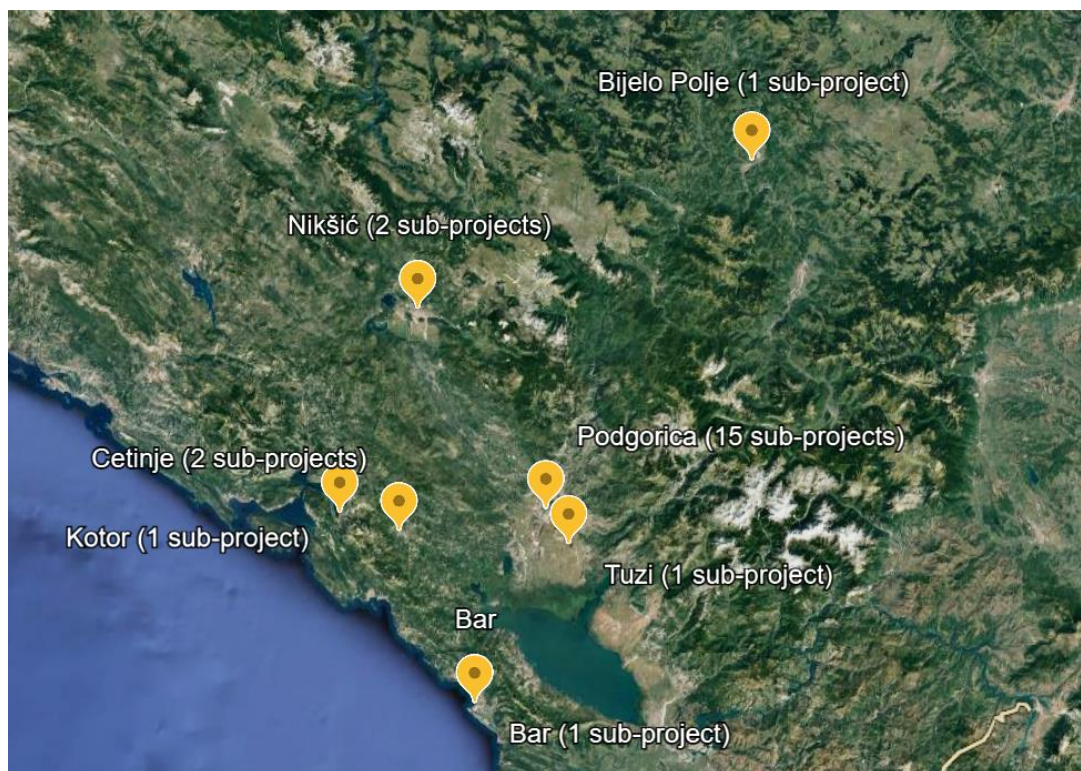 Bijelo Polje (1 sub-project)
Nikšić (2 sub-projects)
Podgorica (15 sub-projects)
Cetinje (2 sub-projects)
Kotor (1 sub-project)
Tuzi (1 sub-project)
Bar
Bar (1 sub-project)